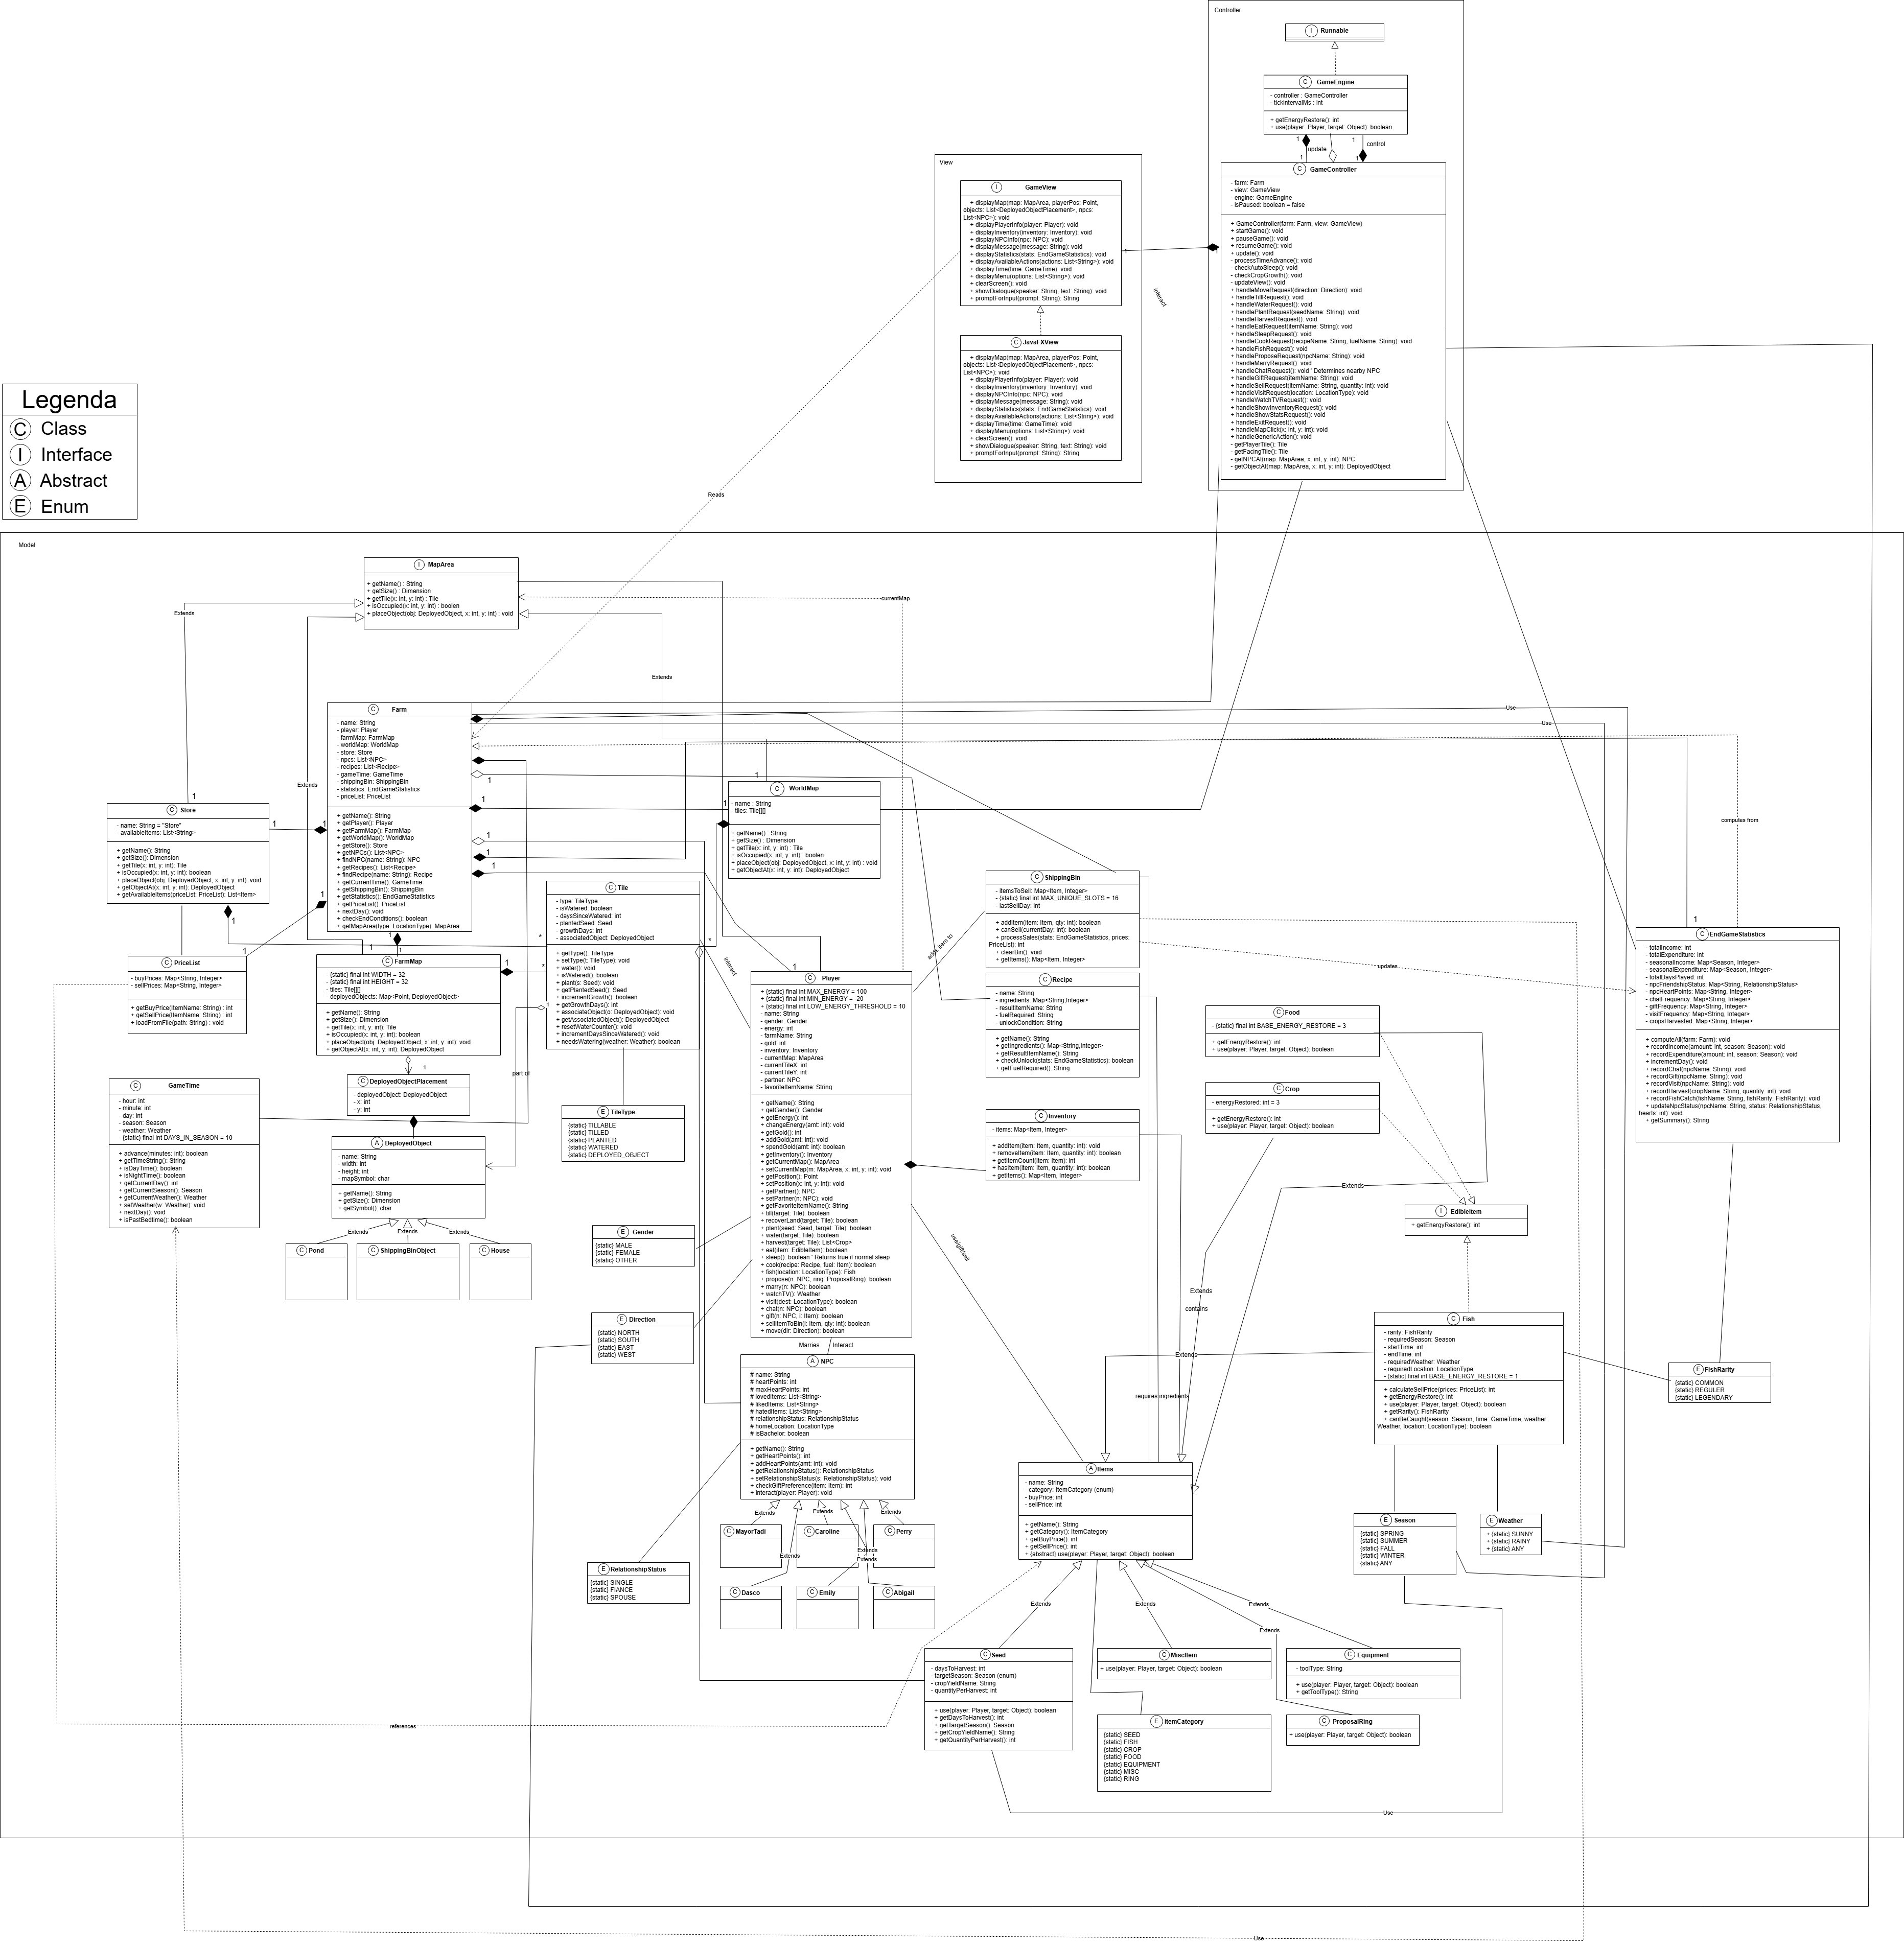 Controller
I Runnable
C GameEngine
- controller : GameController
- tickIntervalMs : int
+ getEnergyRestore(): int
+ use(player: Player, target: Object): boolean
1
1
update
control
1
1
C GameController
- farm: Farm
- view: GameView
- engine: GameEngine
- isPaused: boolean = false
+ GameController(farm: Farm, view: GameView)
+ startGame(): void
+ pauseGame(): void
+ resumeGame(): void
+ update(): void
- processTimeAdvance(): void
- checkAutoSleep(): void
- checkCropGrowth(): void
- updateView(): void
+ handleMoveRequest(direction: Direction): void
+ handleTillRequest(): void
+ handleWaterRequest(): void
+ handlePlantRequest(seedName: String): void
+ handleHarvestRequest(): void
+ handleEatRequest(itemName: String): void
+ handleSleepRequest(): void
+ handleCookRequest(recipeName: String, fuelName: String): void
+ handleFishRequest(): void
+ handleProposeRequest(npcName: String): void
+ handleMarryRequest(): void
+ handleChatRequest(): void ' Determines nearby NPC
+ handleGiftRequest(itemName: String): void
+ handleSellRequest(itemName: String, quantity: int): void
+ handleVisitRequest(location: LocationType): void
+ handleWatchTVRequest(): void
+ handleShowInventoryRequest(): void
+ handleShowStatsRequest(): void
+ handleExitRequest(): void
+ handleMapClick(x: int, y: int): void
+ handleGenericAction(): void
- getPlayerTile(): Tile
- getFacingTile(): Tile
- getNPCAt(map: MapArea, x: int, y: int): NPC
- getObjectAt(map: MapArea, x: int, y: int): DeployedObject
View
I GameView
+ displayMap(map: MapArea, playerPos: Point,
objects: List<DeployedObjectPlacement>, npcs:
List<NPC>): void
+ displayPlayerInfo(player: Player): void
+ displayInventory(inventory: Inventory): void
+ displayNPCInfo(npc: NPC): void
+ displayMessage(message: String): void
+ displayStatistics(stats: EndGameStatistics): void
+ displayAvailableActions(actions: List<String>): void
+ displayTime(time: GameTime): void
+ displayMenu(options: List<String>): void
+ clearScreen(): void
+ showDialogue(speaker: String, text: String): void
+ promptForInput(prompt: String): String
1
1
interact
C JavaFXView
+ displayMap(map: MapArea, playerPos: Point,
objects: List<DeployedObjectPlacement>, npcs:
List<NPC>): void
+ displayPlayerInfo(player: Player): void
+ displayInventory(inventory: Inventory): void
+ displayNPCInfo(npc: NPC): void
+ displayMessage(message: String): void
+ displayStatistics(stats: EndGameStatistics): void
+ displayAvailableActions(actions: List<String>): void
+ displayTime(time: GameTime): void
+ displayMenu(options: List<String>): void
+ clearScreen(): void
+ showDialogue(speaker: String, text: String): void
+ promptForInput(prompt: String): String
Reads
Legenda
C Class
I Interface
A Abstract
E Enum
Model
I MapArea
+ getName() : String
+ getSize() : Dimension
+ getTile(x: int, y: int) : Tile
+ isOccupied(x: int, y: int) : boolen
+ placeObject(obj: DeployedObject, x: int, y: int) : void
Extends
currentMap
Extends
Extends
C Farm
- name: String
- player: Player
- farmMap: FarmMap
- worldMap: WorldMap
- store: Store
- npcs: List<NPC>
- recipes: List<Recipe>
- gameTime: GameTime
- shippingBin: ShippingBin
- statistics: EndGameStatistics
- priceList: PriceList
+ getName(): String
+ getPlayer(): Player
+ getFarmMap(): FarmMap
+ getWorldMap(): WorldMap
+ getStore(): Store
+ getNPCs(): List<NPC>
+ findNPC(name: String): NPC
+ getRecipes(): List<Recipe>
+ findRecipe(name: String): Recipe
+ getCurrentTime(): GameTime
+ getShippingBin(): ShippingBin
+ getStatistics(): EndGameStatistics
+ getPriceList(): PriceList
+ nextDay(): void
+ checkEndConditions(): boolean
+ getMapArea(type: LocationType): MapArea
Use
Use
1
1
1
1
1
1
1
C WorldMap
- name : String
- tiles: Tile[][]
+ getName() : String
+ getSize() : Dimension
+ getTile(x: int, y: int) : Tile
+ isOccupied(x: int, y: int) : boolen
+ placeObject(obj: DeployedObject, x: int, y: int) : void
+ getObjectAt(x: int, y: int): DeployedObject
1
C Store
- name: String = "Store"
- availableItems: List<String>
+ getName(): String
+ getSize(): Dimension
+ getTile(x: int, y: int): Tile
+ isOccupied(x: int, y: int): boolean
+ placeObject(obj: DeployedObject, x: int, y: int): void
+ getObjectAt(x: int, y: int): DeployedObject
+ getAvailableItems(priceList: PriceList): List<Item>
1
1
1
1
1
1
1
1
C PriceList
- buyPrices: Map<String, Integer>
- sellPrices: Map<String, Integer>
+ getBuyPrice(ItemName: String) : int
+ getSellPrice(ItemName: String) : int
+ loadFromFile(path: String) : void
C FarmMap
- {static} final int WIDTH = 32
- {static} final int HEIGHT = 32
- tiles: Tile[][]
- deployedObjects: Map<Point, DeployedObject>
+ getName(): String
+ getSize(): Dimension
+ getTile(x: int, y: int): Tile
+ isOccupied(x: int, y: int): boolean
+ placeObject(obj: DeployedObject, x: int, y: int): void
+ getObjectAt(x: int, y: int): DeployedObject
1
*
*
*
1
1
C Tile
- type: TileType
- isWatered: boolean
- daysSinceWatered: int
- plantedSeed: Seed
- growthDays: int
- associatedObject: DeployedObject
+ getType(): TileType
+ setType(t: TileType): void
+ water(): void
+ isWatered(): boolean
+ plant(s: Seed): void
+ getPlantedSeed(): Seed
+ incrementGrowth(): boolean
+ getGrowthDays(): int
+ associateObject(o: DeployedObject): void
+ getAssociatedObject(): DeployedObject
+ resetWaterCounter(): void
+ incrementDaysSinceWatered(): void
+ needsWatering(weather: Weather): boolean
part of
interact
C DeployedObjectPlacement
- deployedObject: DeployedObject
- x: int
- y: int
C GameTime
- hour: int
- minute: int
- day: int
- season: Season
- weather: Weather
- {static} final int DAYS_IN_SEASON = 10
+ advance(minutes: int): boolean
+ getTimeString(): String
+ isDayTime(): boolean
+ isNightTime(): boolean
+ getCurrentDay(): int
+ getCurrentSeason(): Season
+ getCurrentWeather(): Weather
+ setWeather(w: Weather): void
+ nextDay(): void
+ isPastBedtime(): boolean
A DeployedObject
- name: String
- width: int
- height: int
- mapSymbol: char
+ getName(): String
+ getSize(): Dimension
+ getSymbol(): char
Extends
Extends
Extends
C Pond
C ShippingBinObject
C House
E TileType
{static} TILLABLE
{static} TILLED
{static} PLANTED
{static} WATERED
{static} DEPLOYED_OBJECT
1
C Player
+ {static} final int MAX_ENERGY = 100
+ {static} final int MIN_ENERGY = -20
+ {static} final int LOW_ENERGY_THRESHOLD = 10
- name: String
- gender: Gender
- energy: int
- farmName: String
- gold: int
- inventory: Inventory
- currentMap: MapArea
- currentTileX: int
- currentTileY: int
- partner: NPC
- favoriteItemName: String
+ getName(): String
+ getGender(): Gender
+ getEnergy(): int
+ changeEnergy(amt: int): void
+ getGold(): int
+ addGold(amt: int): void
+ spendGold(amt: int): boolean
+ getInventory(): Inventory
+ getCurrentMap(): MapArea
+ setCurrentMap(m: MapArea, x: int, y: int): void
+ getPosition(): Point
+ setPosition(x: int, y: int): void
+ getPartner(): NPC
+ setPartner(n: NPC): void
+ getFavoriteItemName(): String
+ till(target: Tile): boolean
+ recoverLand(target: Tile): boolean
+ plant(seed: Seed, target: Tile): boolean
+ water(target: Tile): boolean
+ harvest(target: Tile): List<Crop>
+ eat(item: EdibleItem): boolean
+ sleep(): boolean ' Returns true if normal sleep
+ cook(recipe: Recipe, fuel: Item): boolean
+ fish(location: LocationType): Fish
+ propose(n: NPC, ring: ProposalRing): boolean
+ marry(n: NPC): boolean
+ watchTV(): Weather
+ visit(dest: LocationType): boolean
+ chat(n: NPC): boolean
+ gift(n: NPC, i: Item): boolean
+ sellItemToBin(i: Item, qty: int): boolean
+ move(dir: Direction): boolean
adds item to
use/gift/sell
C ShippingBin
- itemsToSell: Map<Item, Integer>
- {static} final int MAX_UNIQUE_SLOTS = 16
- lastSellDay: int
+ addItem(item: Item, qty: int): boolean
+ canSell(currentDay: int): boolean
+ processSales(stats: EndGameStatistics, prices:
PriceList): int
+ clearBin(): void
+ getItems(): Map<Item, Integer>
C Recipe
- name: String
- ingredients: Map<String,Integer>
- resultItemName: String
- fuelRequired: String
- unlockCondition: String
+ getName(): String
+ getIngredients(): Map<String,Integer>
+ getResultItemName(): String
+ checkUnlock(stats: EndGameStatistics): boolean
+ getFuelRequired(): String
C Inventory
- items: Map<Item, Integer>
+ addItem(item: Item, quantity: int): void
+ removeItem(item: Item, quantity: int): boolean
+ getItemCount(item: Item): int
+ hasItem(item: Item, quantity: int): boolean
+ getItems(): Map<Item, Integer>
computes from
updates
1
C EndGameStatistics
- totalIncome: int
- totalExpenditure: int
- seasonalIncome: Map<Season, Integer>
- seasonalExpenditure: Map<Season, Integer>
- totalDaysPlayed: int
- npcFriendshipStatus: Map<String, RelationshipStatus>
- npcHeartPoints: Map<String, Integer>
- chatFrequency: Map<String, Integer>
- giftFrequency: Map<String, Integer>
- visitFrequency: Map<String, Integer>
- cropsHarvested: Map<String, Integer>
+ computeAll(farm: Farm): void
+ recordIncome(amount: int, season: Season): void
+ recordExpenditure(amount: int, season: Season): void
+ incrementDay(): void
+ recordChat(npcName: String): void
+ recordGift(npcName: String): void
+ recordVisit(npcName: String): void
+ recordHarvest(cropName: String, quantity: int): void
+ recordFishCatch(fishName: String, fishRarity: FishRarity): void
+ updateNpcStatus(npcName: String, status: RelationshipStatus,
hearts: int): void
+ getSummary(): String
C Food
- {static} final int BASE_ENERGY_RESTORE = 3
+ getEnergyRestore(): int
+ use(player: Player, target: Object): boolean
C Crop
- energyRestored: int = 3
+ getEnergyRestore(): int
+ use(player: Player, target: Object): boolean
Extends
I EdibleItem
+ getEnergyRestore(): int
Extends
contains
Extends
requires ingredients
C Fish
- rarity: FishRarity
- requiredSeason: Season
- startTime: int
- endTime: int
- requiredWeather: Weather
- requiredLocation: LocationType
- {static} final int BASE_ENERGY_RESTORE = 1
+ calculateSellPrice(prices: PriceList): int
+ getEnergyRestore(): int
+ use(player: Player, target: Object): boolean
+ getRarity(): FishRarity
+ canBeCaught(season: Season, time: GameTime, weather:
Weather, location: LocationType): boolean
E FishRarity
{static} COMMON
{static} REGULER
{static} LEGENDARY
E Gender
{static} MALE
{static} FEMALE
{static} OTHER
E Direction
{static} NORTH
{static} SOUTH
{static} EAST
{static} WEST
Marries
Interact
A NPC
# name: String
# heartPoints: int
# maxHeartPoints: int
# lovedItems: List<String>
# likedItems: List<String>
# hatedItems: List<String>
# relationshipStatus: RelationshipStatus
# homeLocation: LocationType
# isBachelor: boolean
+ getName(): String
+ getHeartPoints(): int
+ addHeartPoints(amt: int): void
+ getRelationshipStatus(): RelationshipStatus
+ setRelationshipStatus(s: RelationshipStatus): void
+ checkGiftPreference(item: Item): int
+ interact(player: Player): void
Extends
Extends
Extends
C MayorTadi
C Caroline
C Perry
Extends
Extends
Extends
C Dasco
C Emily
C Abigail
E RelationshipStatus
{static} SINGLE
{static} FIANCE
{static} SPOUSE
A Items
- name: String
- category: ItemCategory (enum)
- buyPrice: int
- sellPrice: int
+ getName(): String
+ getCategory(): ItemCategory
+ getBuyPrice(): int
+ getSellPrice(): int
+ {abstract} use(player: Player, target: Object): boolean
E Season
{static} SPRING
{static} SUMMER
{static} FALL
{static} WINTER
{static} ANY
E Weather
+ {static} SUNNY
+ {static} RAINY
+ {static} ANY
Extends
Extends
Extends
Extends
C Seed
- daysToHarvest: int
- targetSeason: Season (enum)
- cropYieldName: String
- quantityPerHarvest: int
+ use(player: Player, target: Object): boolean
+ getDaysToHarvest(): int
+ getTargetSeason(): Season
+ getCropYieldName(): String
+ getQuantityPerHarvest(): int
C MiscItem
+ use(player: Player, target: Object): boolean
C Equipment
- toolType: String
+ use(player: Player, target: Object): boolean
+ getToolType(): String
E itemCategory
{static} SEED
{static} FISH
{static} CROP
{static} FOOD
{static} EQUIPMENT
{static} MISC
{static} RING
C ProposalRing
+ use(player: Player, target: Object): boolean
references
Use
Use